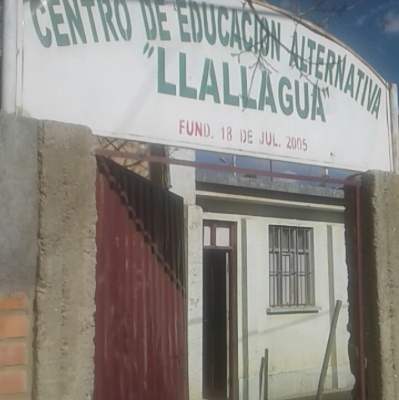 CENTRO DE EDUCACION ALTERNATIVA
"LLALLAGUA"
FUND. 18 DE JUL. 2005